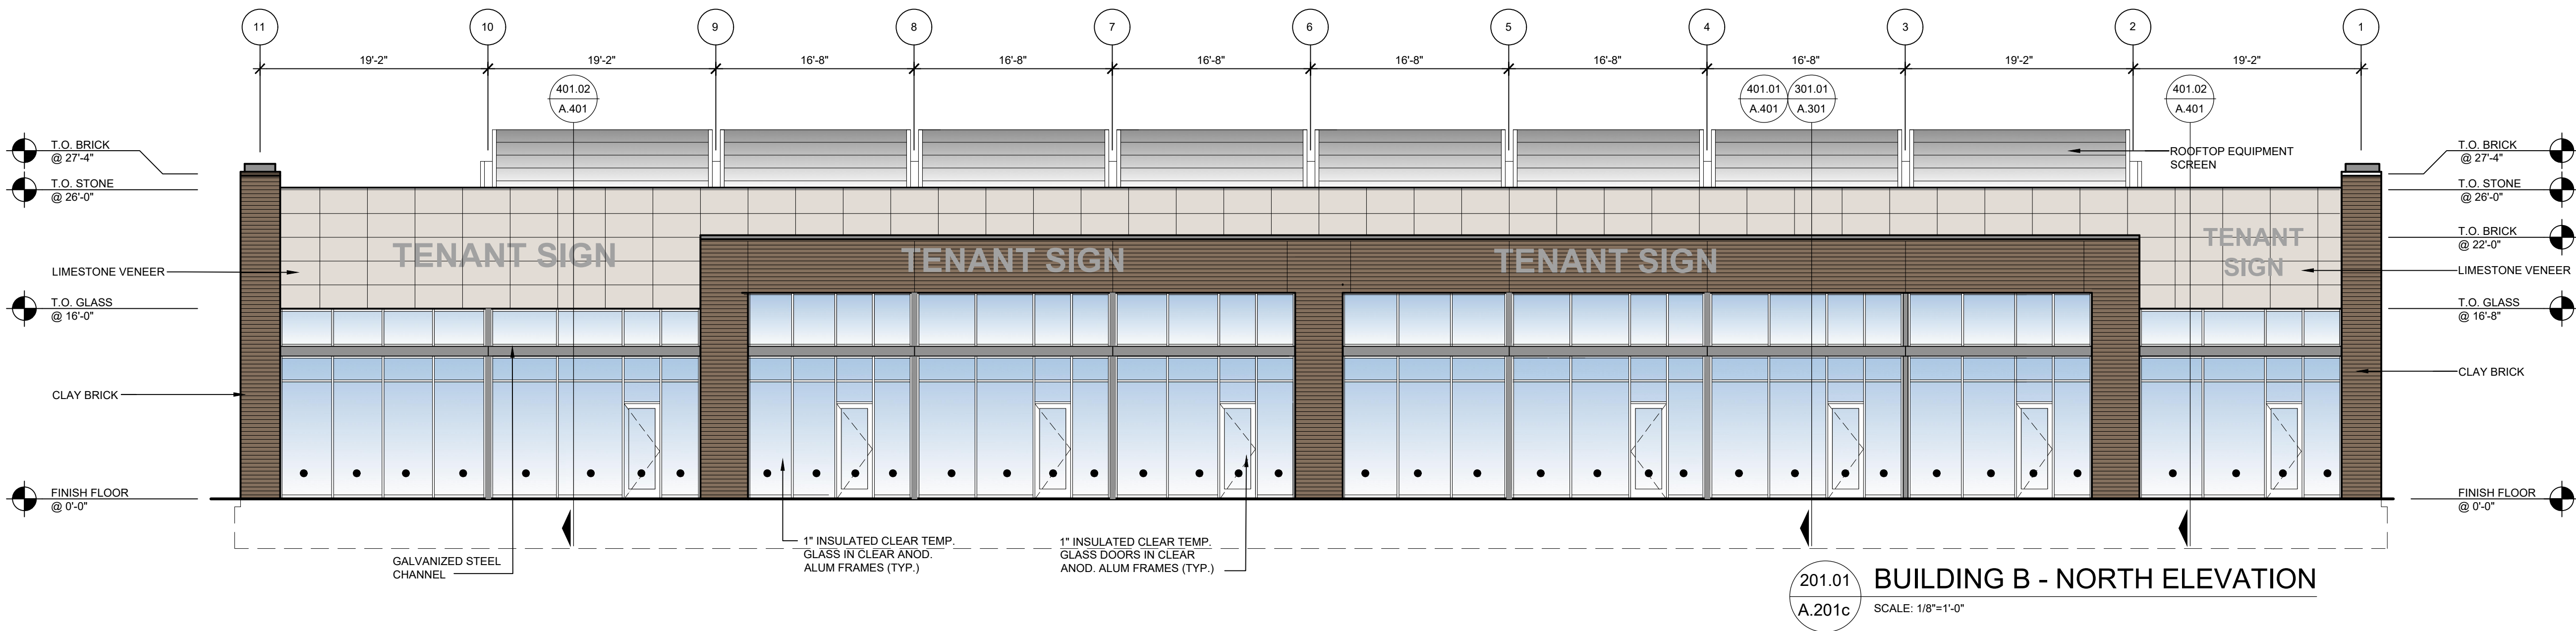 11 10 9 8 7 6 5 4 3 2 1
19'-2" 19'-2" 16'-8" 16'-8" 16'-8" 16'-8" 16'-8" 16'-8" 19'-2" 19'-2"
401.02
A.401
401.01
A.401
301.01
A.301
401.02
A.401
T.O. BRICK
@ 27'-4"
T.O. STONE
@ 26'-0"
LIMESTONE VENEER
T.O. GLASS
@ 16'-0"
CLAY BRICK
FINISH FLOOR
@ 0'-0"
TENANT SIGN
TENANT SIGN
TENANT SIGN
TENANT
SIGN
ROOFTOP EQUIPMENT
SCREEN
T.O. BRICK
@ 27'-4"
T.O. STONE
@ 26'-0"
T.O. BRICK
@ 22'-0"
LIMESTONE VENEER
T.O. GLASS
@ 16'-8"
CLAY BRICK
FINISH FLOOR
@ 0'-0"
GALVANIZED STEEL
CHANNEL
1" INSULATED CLEAR TEMP.
GLASS IN CLEAR ANOD.
ALUM FRAMES (TYP.)
1" INSULATED CLEAR TEMP.
GLASS DOORS IN CLEAR
ANOD. ALUM FRAMES (TYP.)
201.01
A.201c
BUILDING B - NORTH ELEVATION
SCALE: 1/8"=1'-0"